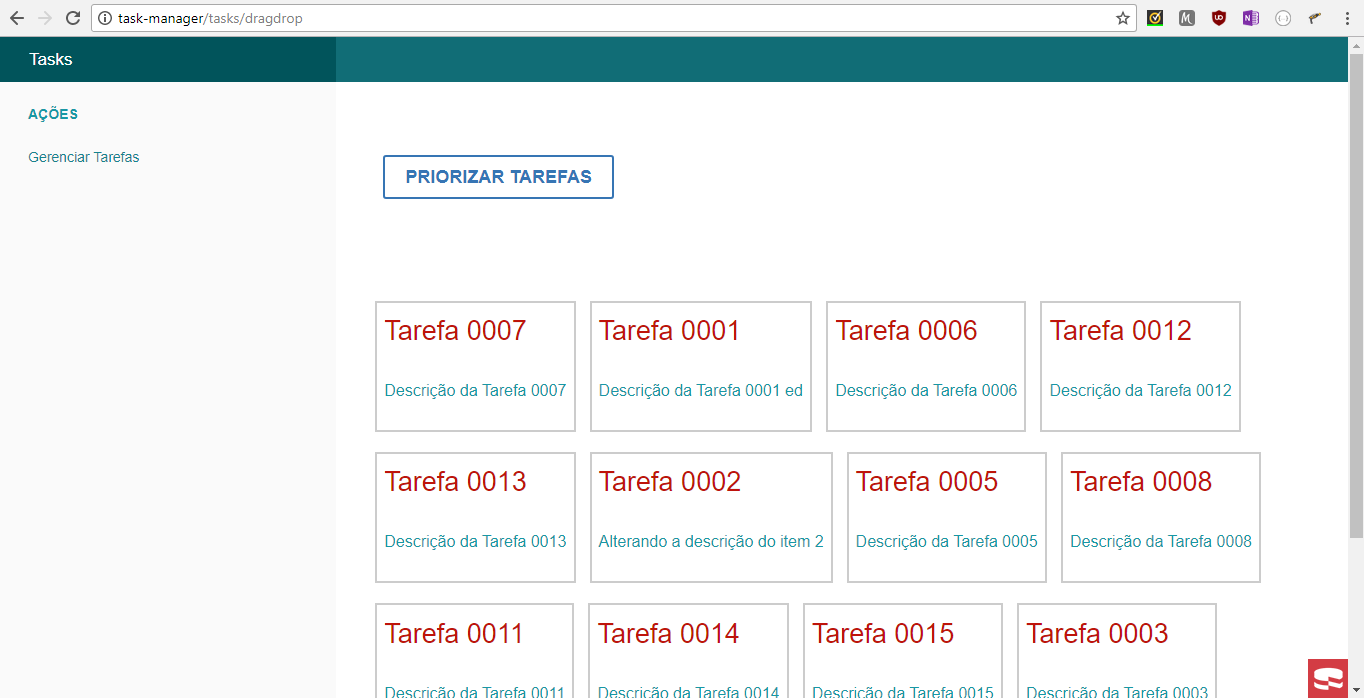 task-manager/tasks/dragdrop
Tasks
AÇÕES
Gerenciar Tarefas
PRIORIZAR TAREFAS
Tarefa 0007 Tarefa 0001 Tarefa 0006 Tarefa 0012
Descrição da Tarefa 0007 Descrição da Tarefa 0001 ed Descrição da Tarefa 0006 Descrição da Tarefa 0012
Tarefa 0013 Tarefa 0002 Tarefa 0005 Tarefa 0008
Descrição da Tarefa 0013 Alterando a descrição do item 2 Descrição da Tarefa 0005 Descrição da Tarefa 0008
Tarefa 0011 Tarefa 0014 Tarefa 0015 Tarefa 0003
Descrição da Tarefa 0011 Descrição da Tarefa 0014 Descrição da Tarefa 0015 Descrição da Tarefa 0003